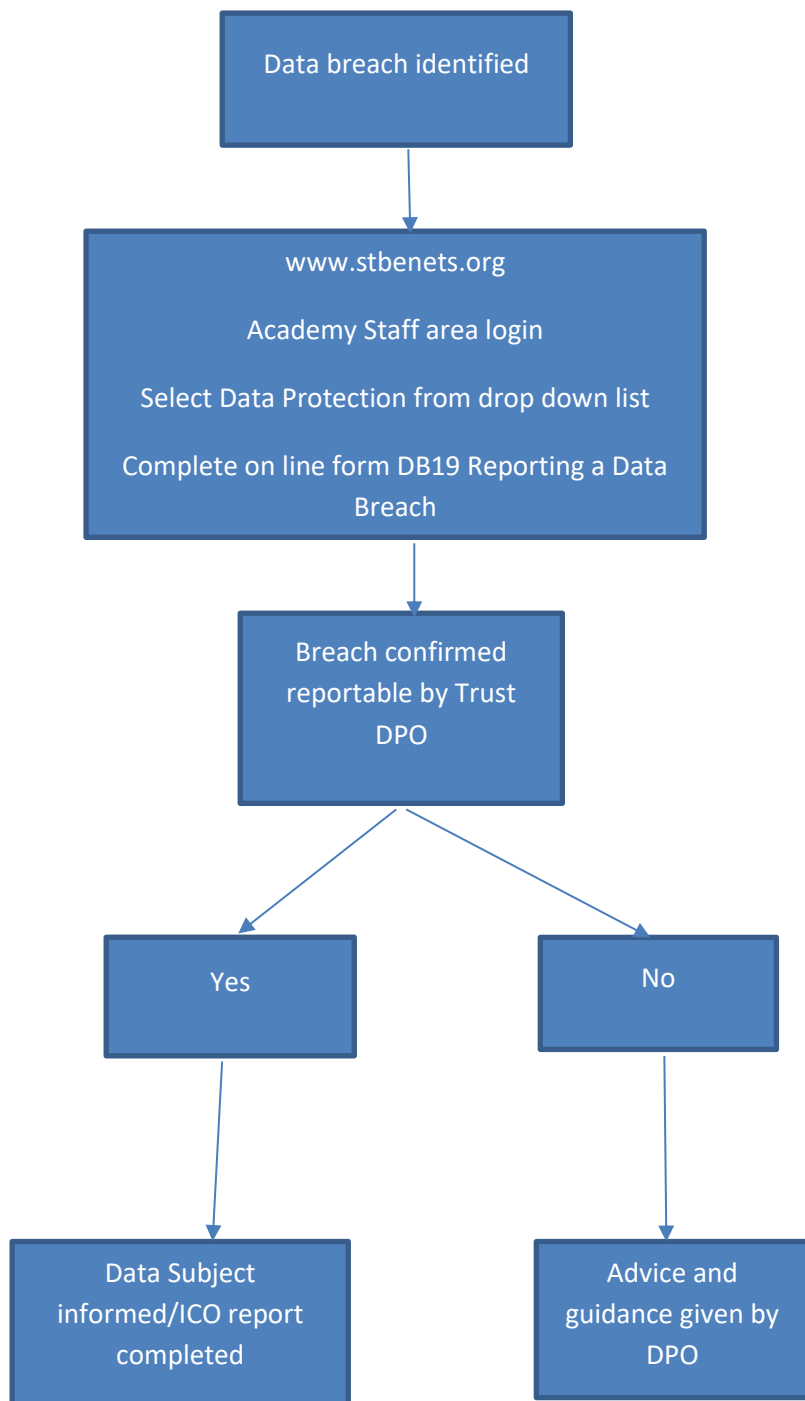 Data breach identified
www.stbenets.org
Academy Staff area login
Select Data Protection from drop down list
Complete on line form DB19 Reporting a Data
Breach
Breach confirmed
reportable by Trust
DPO
Yes
No
Data Subject
informed/ICO report
completed
Advice and
guidance given by
DPO